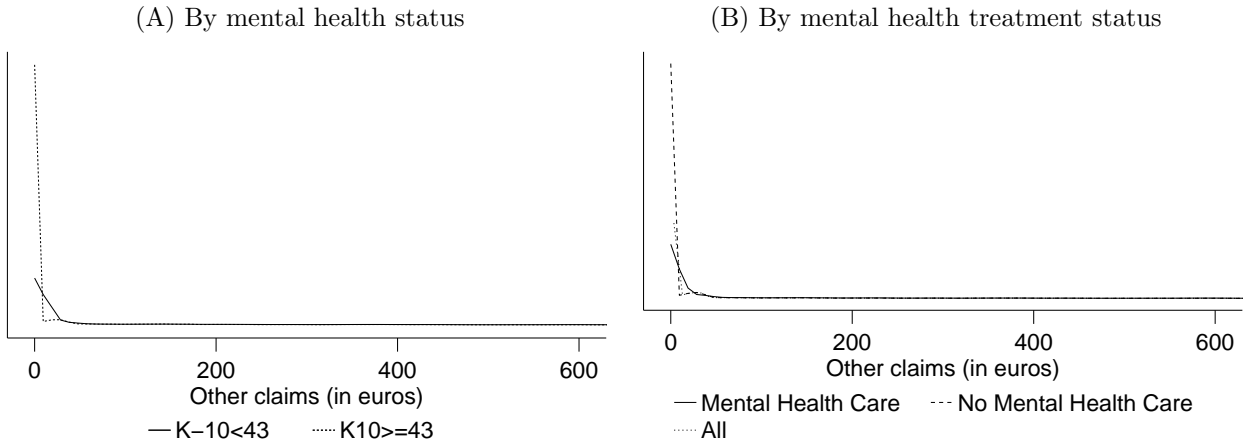 (A) By mental health status
(B) By mental health treatment status
0 200 400 600
Other claims (in euros)
K−10<43 K10>=43
0 200 400 600
Other claims (in euros)
Mental Health Care No Mental Health Care
All